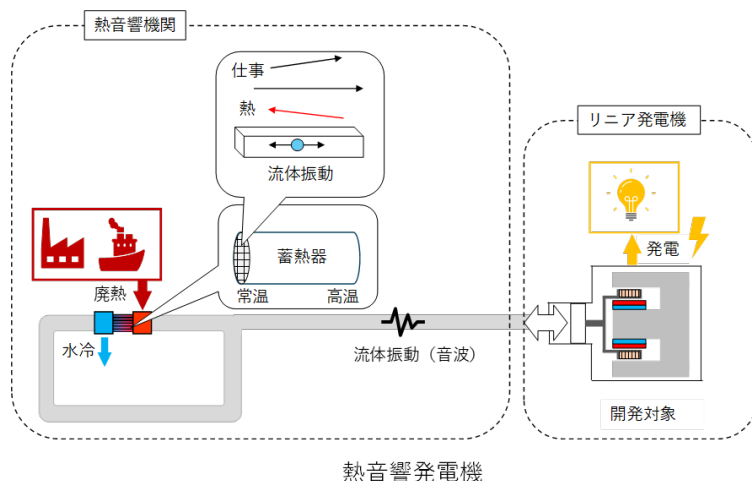 熱音響機関
仕事
熱
流体振動
蓄熱器
常温
高温
廃熱
水冷
流体振動（音波）
リニア発電機
発電
開発対象
熱音響発電機